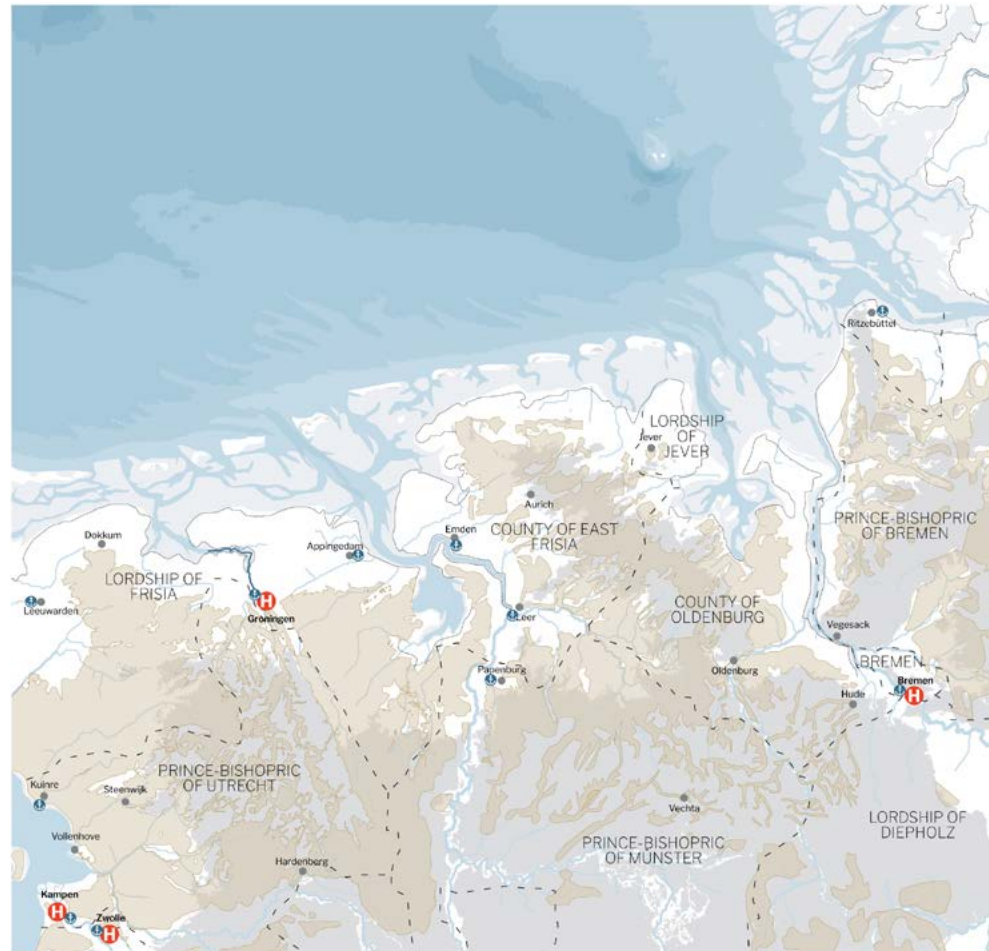 Ritzebüttel
LORDSHIP
OF
JEVER
Jever
Aurich
Dokkum
Emden
Appingedam
COUNTY OF EAST
FRISIA
PRINCE-BISHOPRIC
OF BREMEN
LORDSHIP OF
FRISIA
Leeuwarden
H
Groningen
Leer
COUNTY OF
OLDENBURG
Vegesack
BREMEN
Papenburg
Oldenburg
Bremen
H
Hude
PRINCE-BISHOPRIC
OF UTRECHT
Kuinre
Steenwijk
Vechta
LORDSHIP OF
DIEPHOLZ
Vollenhove
PRINCE-BISHOPRIC
OF MUNSTER
Hardenberg
Kampen
H
Zwolle
H